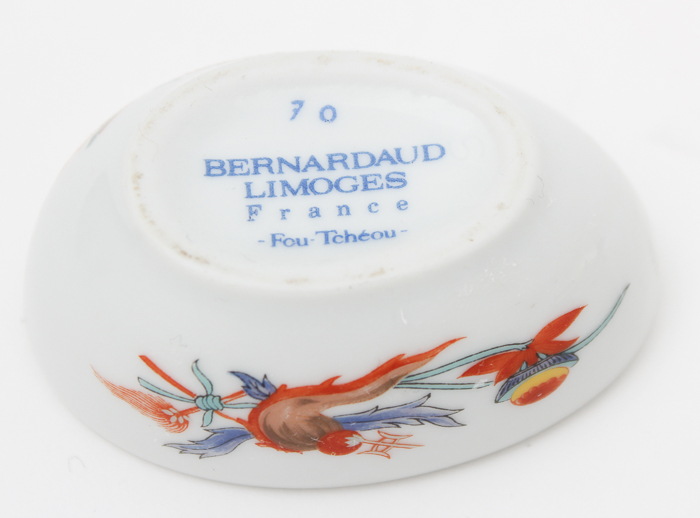 70
BERNARDAUD
LIMOGES
France
- Fou-Tchéou -